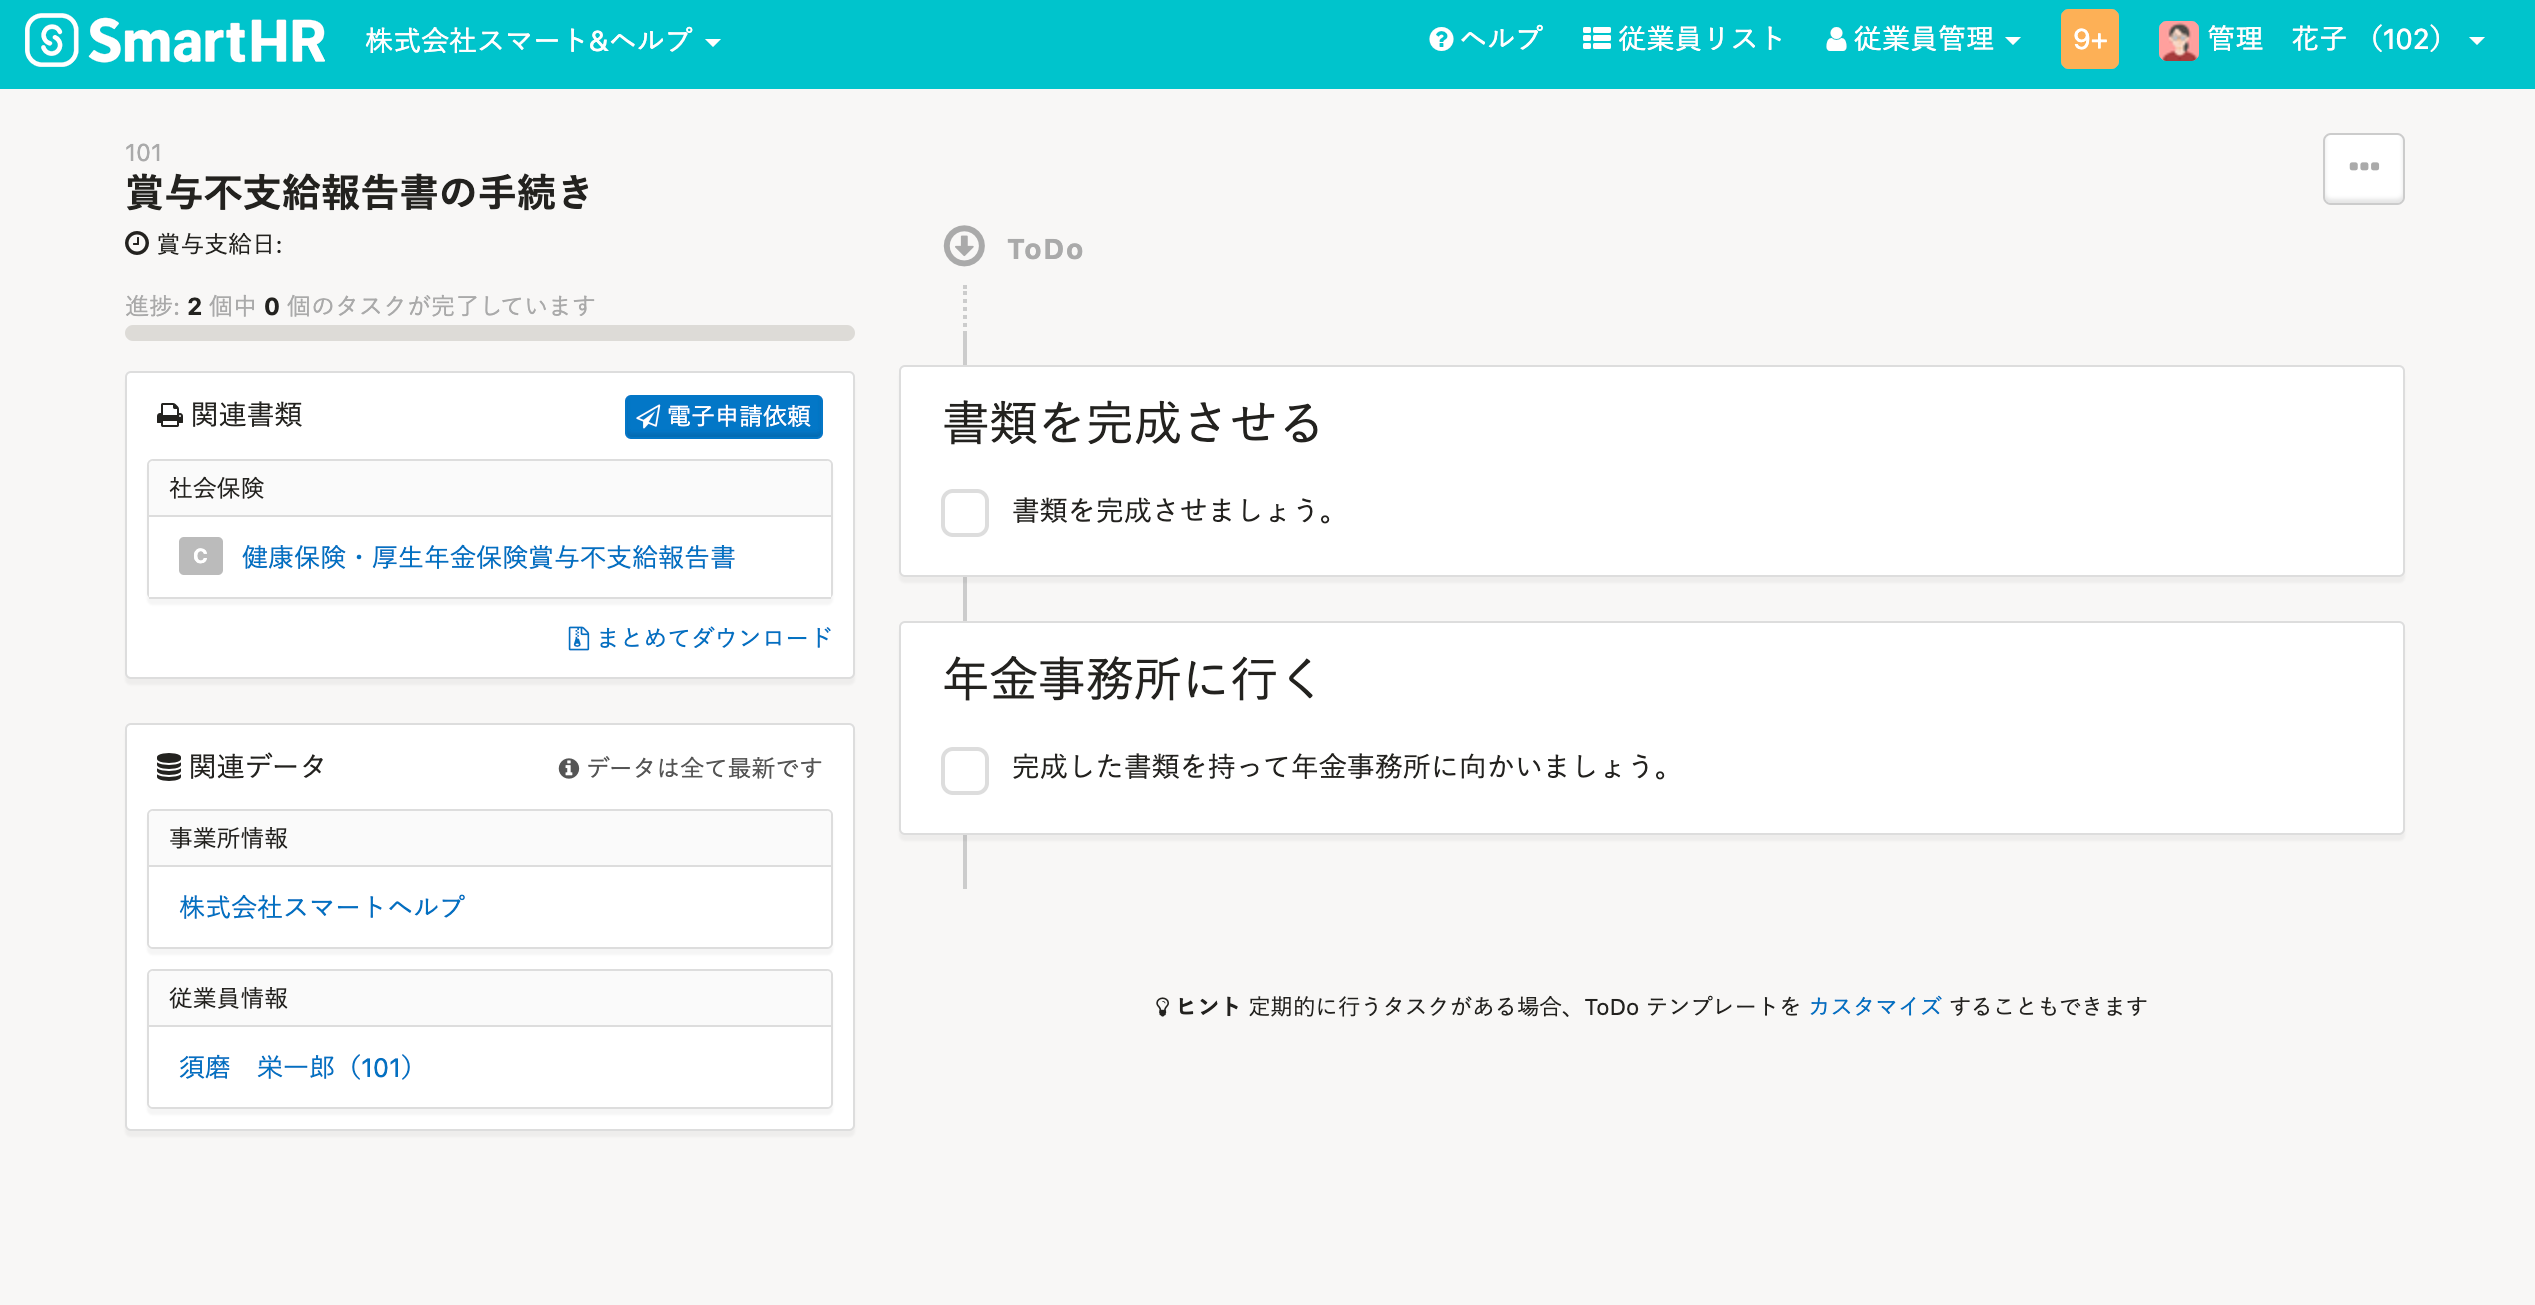 SmartHR 株式会社スマート&ヘルプ ヘルプ 従業員リスト 従業員管理 9+ 管理　花子（102）
101
賞与不支給報告書の手続き
賞与支給日:
進捗: 2 個中 0 個のタスクが完了しています
関連書類 電子申請依頼
社会保険
C 健康保険・厚生年金保険賞与不支給報告書
まとめてダウンロード
関連データ データは全て最新です
事業所情報
株式会社スマートヘルプ
従業員情報
須磨　栄一郎（101）
ToDo
書類を完成させる
書類を完成させましょう。
年金事務所に行く
完成した書類を持って年金事務所に向かいましょう。
ヒント 定期的に行うタスクがある場合、ToDo テンプレートを カスタマイズ することもできます